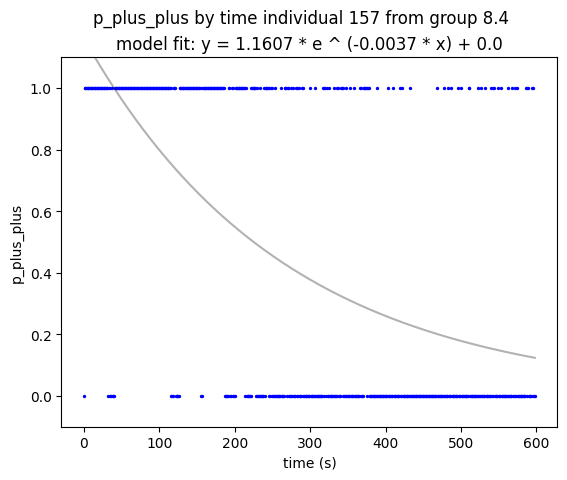 p_plus_plus by time individual 157 from group 8.4
model fit: y = 1.1607 * e ^ (-0.0037 * x) + 0.0
1.0
0.8
0.6
0.4
0.2
0.0
p_plus_plus
0 100 200 300 400 500 600
time (s)